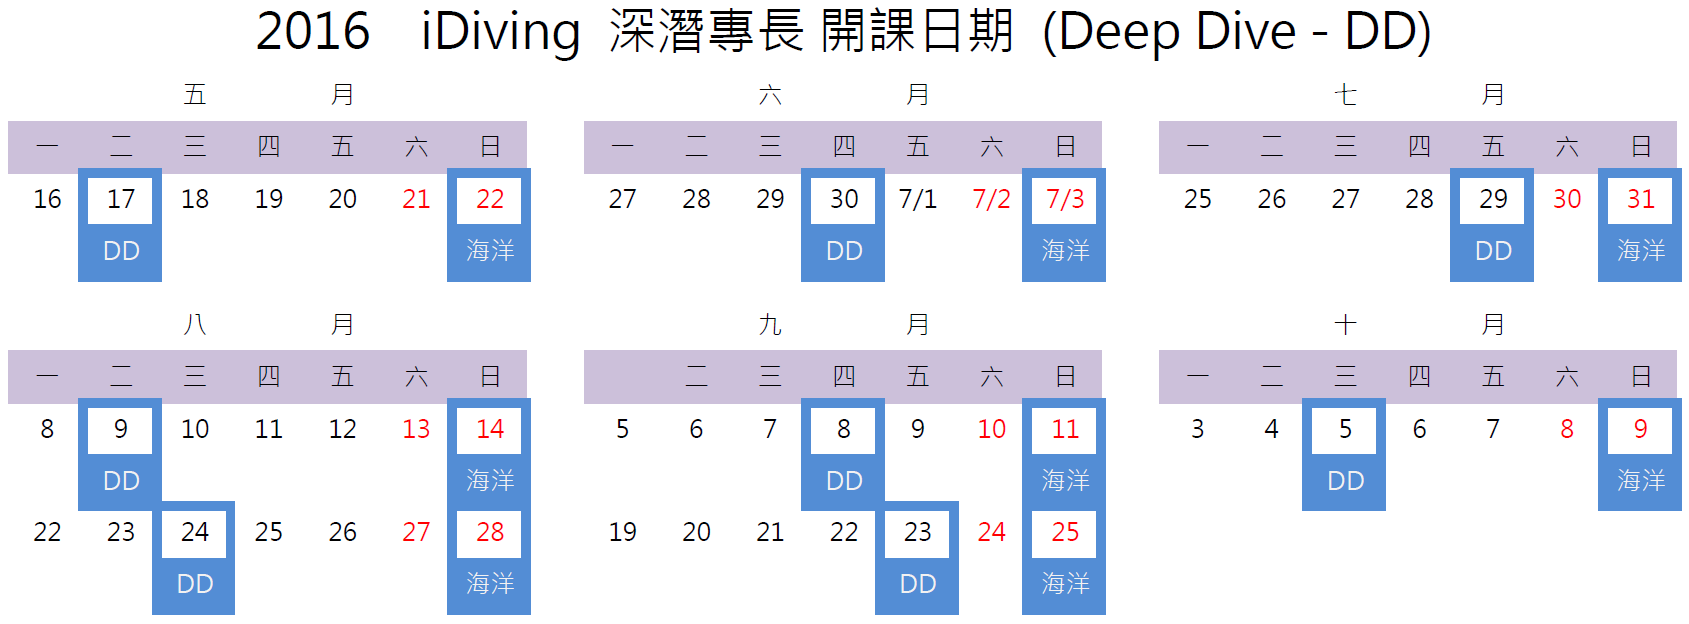 2016 iDiving 深潛專長 開課日期 (Deep Dive - DD)
五 月
一 二 三 四 五 六 日
16 17 18 19 20 21 22
DD 海洋
六 月
一 二 三 四 五 六 日
27 28 29 30 7/1 7/2 7/3
DD 海洋
七 月
一 二 三 四 五 六 日
25 26 27 28 29 30 31
DD 海洋
八 月
一 二 三 四 五 六 日
8 9 10 11 12 13 14
DD 海洋
22 23 24 25 26 27 28
DD 海洋
九 月
二 三 四 五 六 日
5 6 7 8 9 10 11
DD 海洋
19 20 21 22 23 24 25
DD 海洋
十 月
一 二 三 四 五 六 日
3 4 5 6 7 8 9
DD 海洋